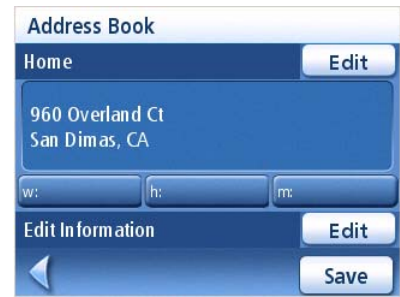 Address Book
Home Edit
960 Overland Ct
San Dimas, CA
w: h: m:
Edit Information Edit
Save